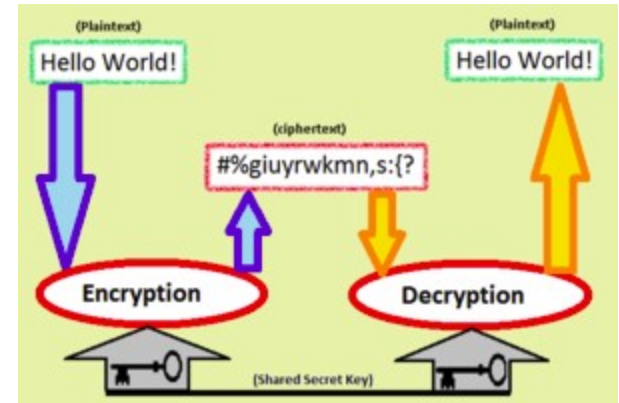 (Plaintext)
Hello World!
(Plaintext)
Hello World!
(ciphertext)
#%giuyrwkmn,s:{?
Encryption
Decryption
(Shared Secret Key)